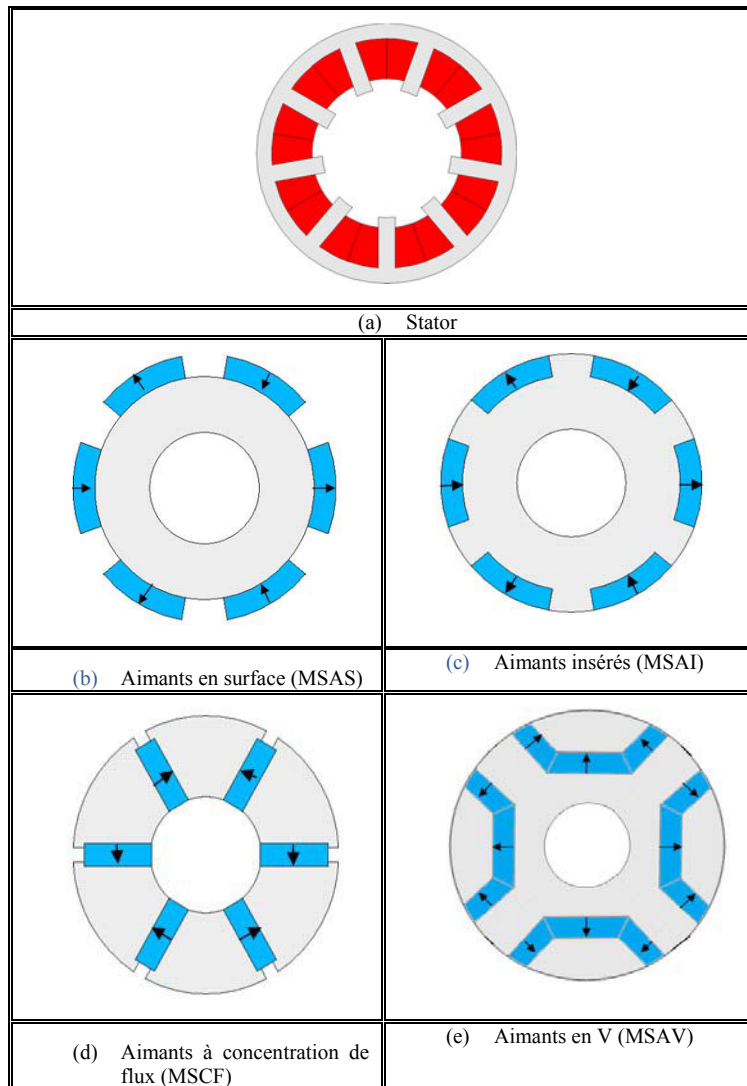 (a) Stator
(b) Aimants en surface (MSAS)
(c) Aimants insérés (MSAI)
(d) Aimants à concentration de
flux (MSCF)
(e) Aimants en V (MSAV)